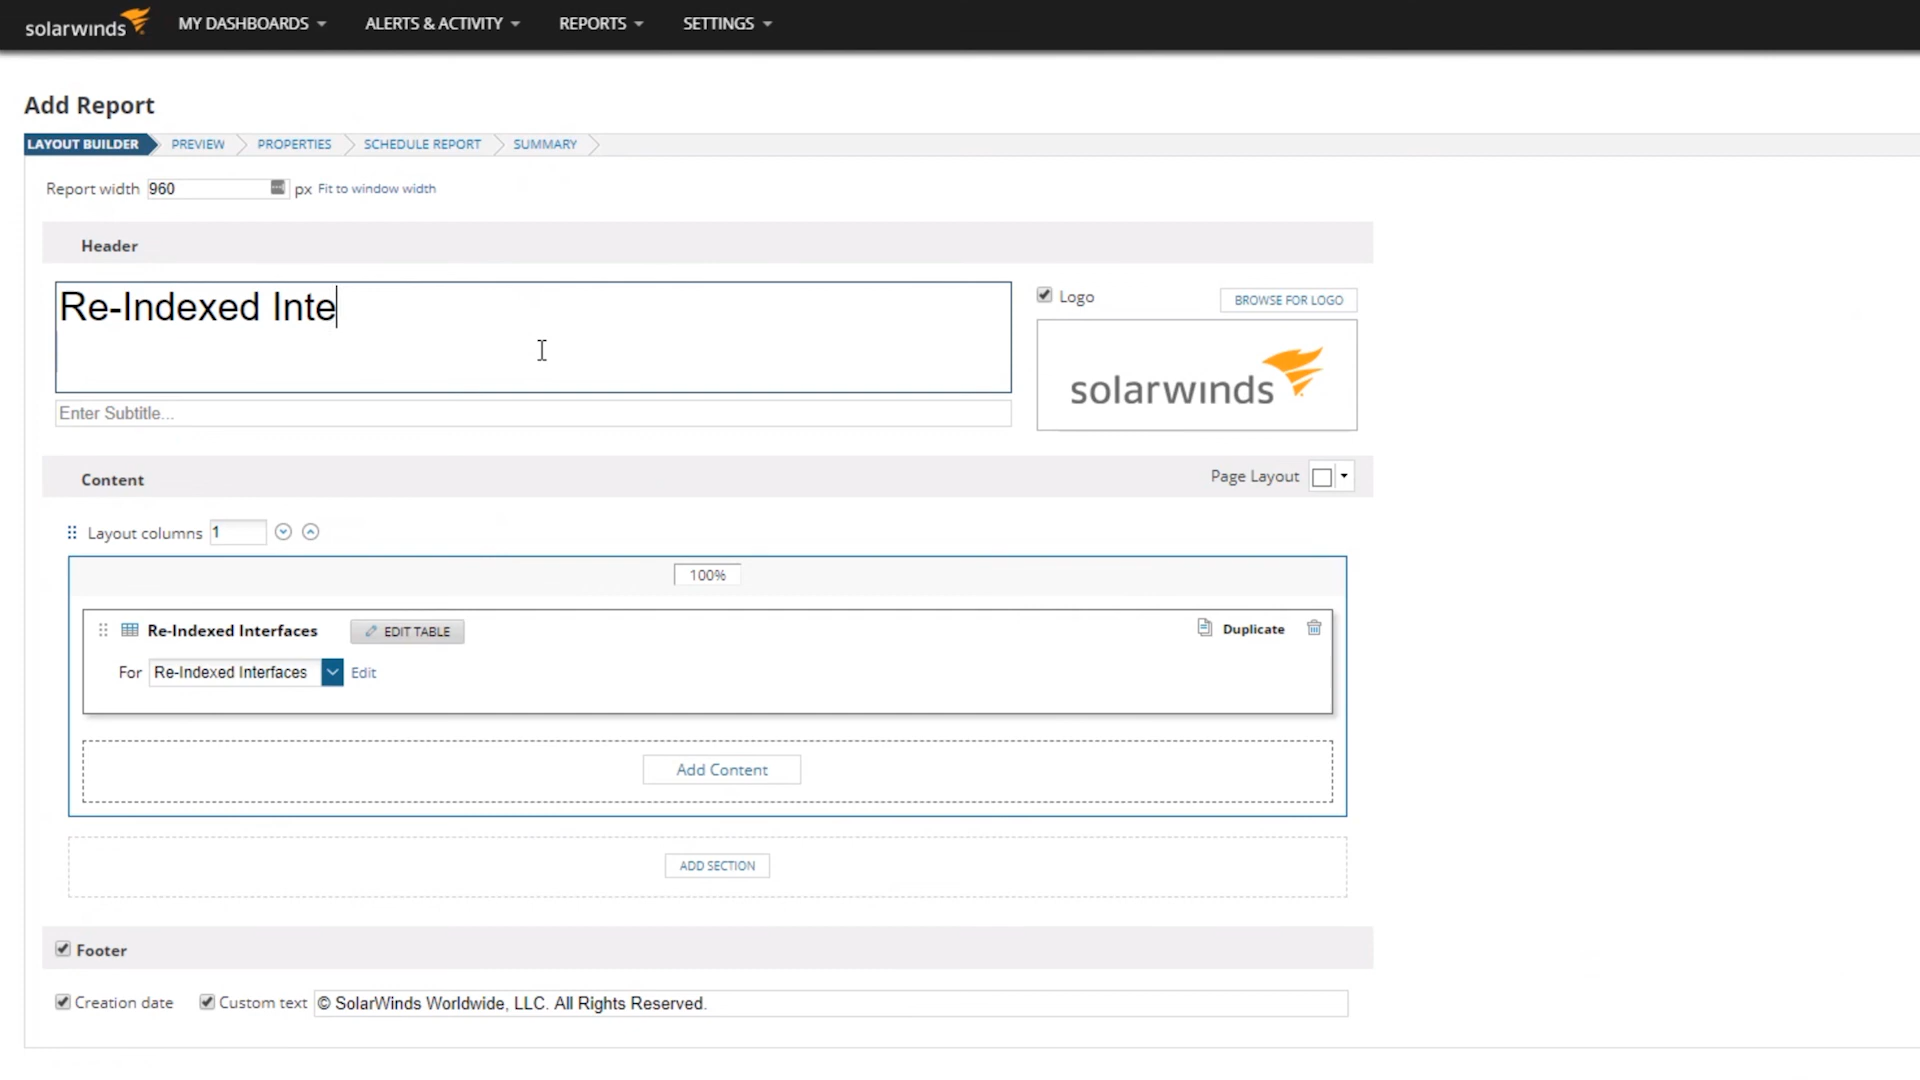 solarwinds MY DASHBOARDS ALERTS & ACTIVITY REPORTS SETTINGS
Add Report
LAYOUT BUILDER PREVIEW PROPERTIES SCHEDULE REPORT SUMMARY
Report width 960 px Fit to window width
Header
Re-Indexed Inte
Logo BROWSE FOR LOGO
solarwinds
Enter Subtitle...
Content Page Layout
Layout columns 1
100%
Re-Indexed Interfaces EDIT TABLE Duplicate
For Re-Indexed Interfaces Edit
Add Content
ADD SECTION
Footer
Creation date Custom text © SolarWinds Worldwide, LLC. All Rights Reserved.